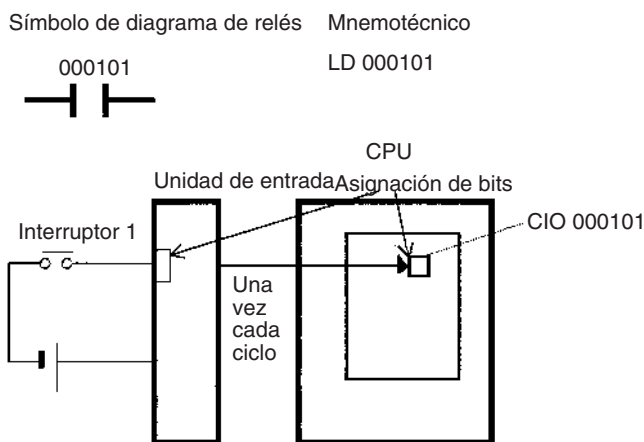 Símbolo de diagrama de relés
Mnemotécnico
000101
LD 000101
CPU
Unidad de entrada
Asignación de bits
Interruptor 1
CIO 000101
Una
vez
cada
ciclo